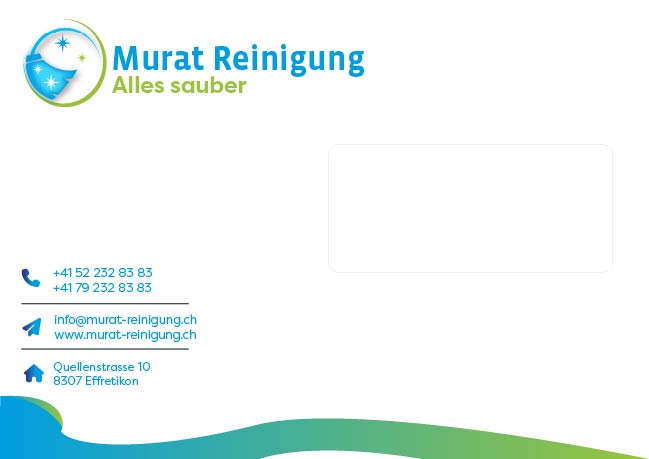 Murat Reinigung
Alles sauber
+41 52 232 83 83
+41 79 232 83 83
info@murat-reinigung.ch
www.murat-reinigung.ch
Quellenstrasse 10
8307 Effretikon